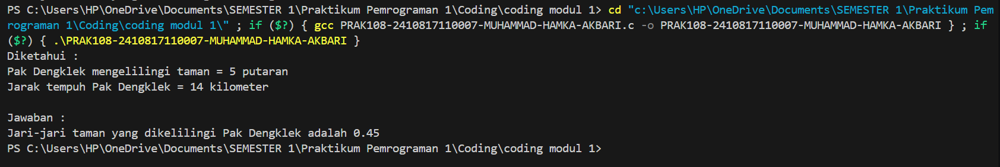 PS C:\Users\HP\OneDrive\Documents\SEMESTER 1\Praktikum Pemrograman 1\Coding\coding modul 1> cd "c:\Users\HP\OneDrive\Documents\SEMESTER 1\Praktikum Pem
rograman 1\Coding\coding modul 1\" ; if ($?) { gcc PRAK108-2410817110007-MUHAMMAD-HAMKA-AKBARI.c -o PRAK108-2410817110007-MUHAMMAD-HAMKA-AKBARI } ; if
($?) { .\PRAK108-2410817110007-MUHAMMAD-HAMKA-AKBARI }
Diketahui :
Pak Dengklek mengelilingi taman = 5 putaran
Jarak tempuh Pak Dengklek = 14 kilometer
Jawaban :
Jari-jari taman yang dikelilingi Pak Dengklek adalah 0.45
PS C:\Users\HP\OneDrive\Documents\SEMESTER 1\Praktikum Pemrograman 1\Coding\coding modul 1>